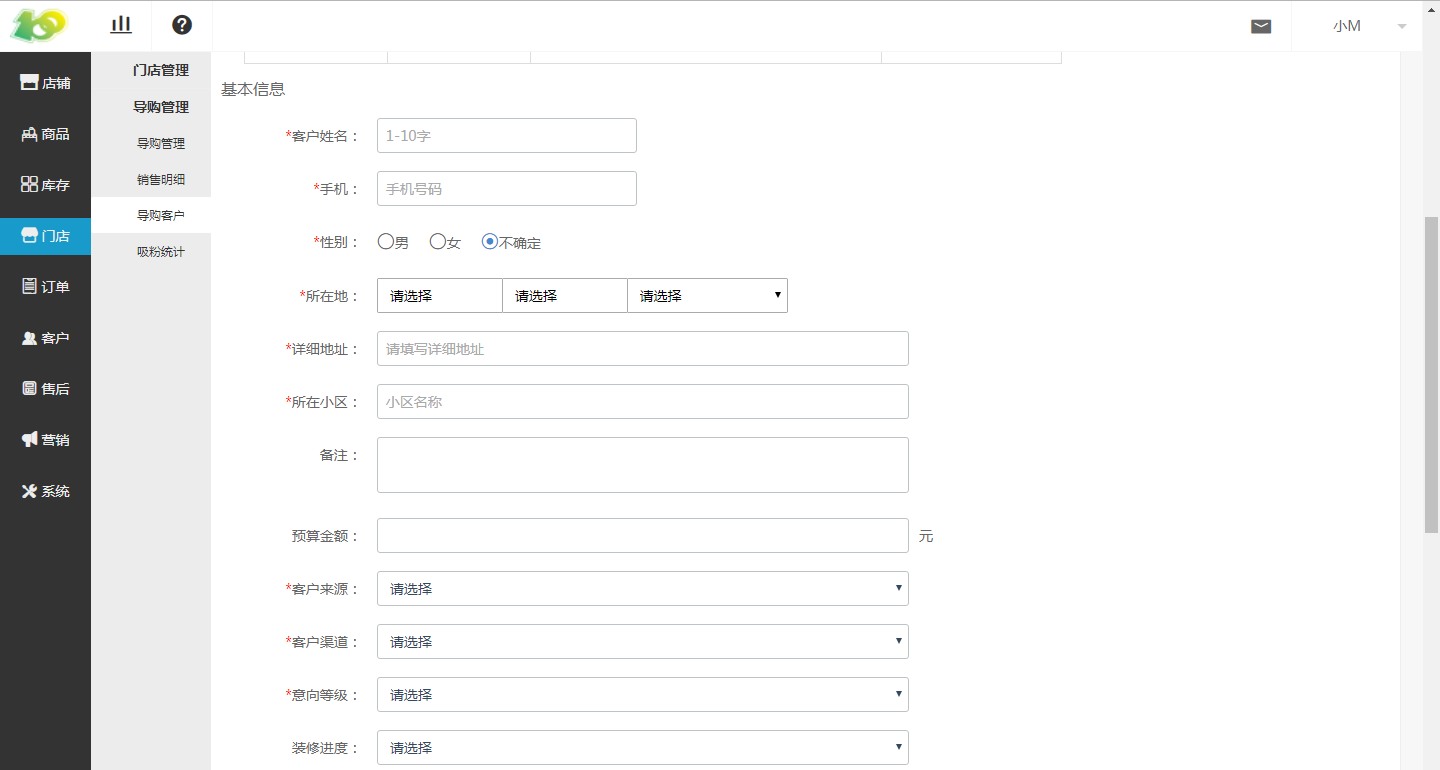 小M
店铺
商品
库存
门店
订单
客户
售后
营销
系统
门店管理
导购管理
导购管理
销售明细
导购客户
吸粉统计
基本信息
*客户姓名： 1-10字
*手机： 手机号码
*性别： 男 女 不确定
*所在地： 请选择 请选择 请选择
*详细地址： 请填写详细地址
*所在小区： 小区名称
备注：
预算金额： 元
*客户来源： 请选择
*客户渠道： 请选择
*意向等级： 请选择
装修进度： 请选择